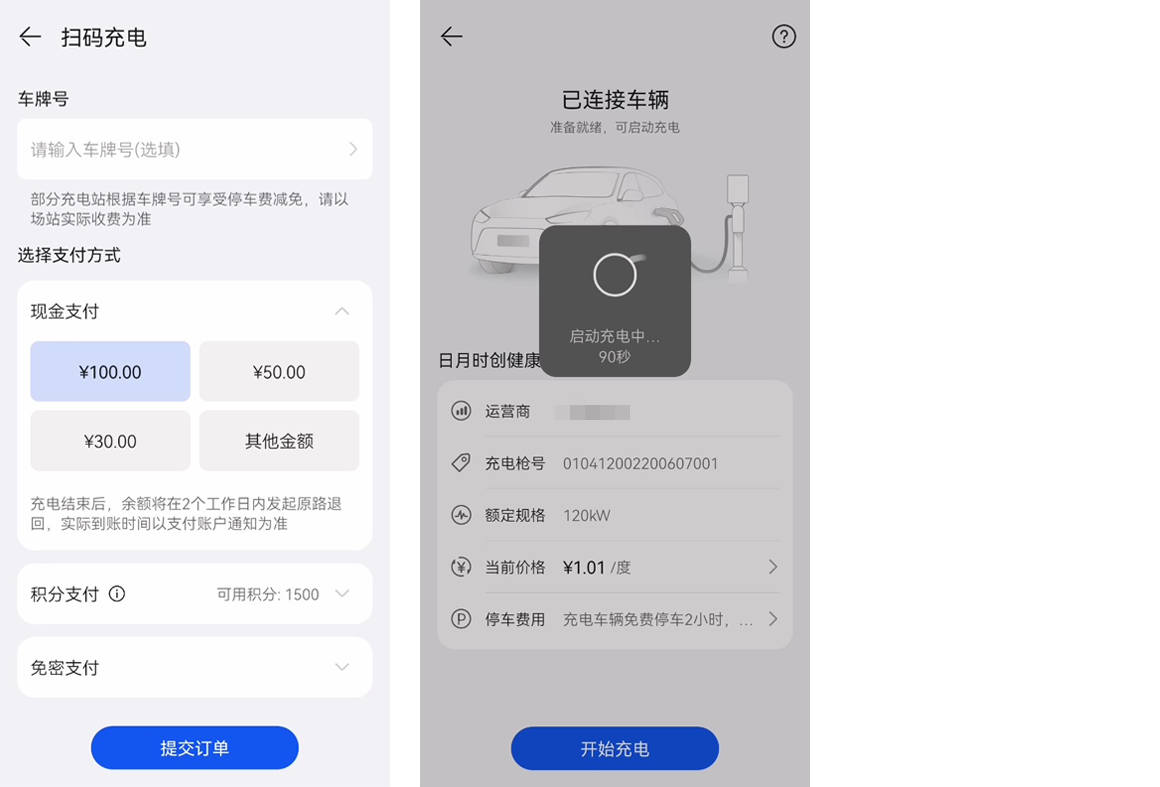 扫码充电
车牌号
请输入车牌号(选填)
部分充电站根据车牌号可享受停车费减免，请以
场站实际收费为准
选择支付方式
现金支付
¥100.00
¥50.00
¥30.00
其他金额
充电结束后，余额将在2个工作日内发起原路退
回，实际到账时间以支付账户通知为准
积分支付 可用积分: 1500
免密支付
提交订单
已连接车辆
准备就绪，可启动充电
启动充电中...
90秒
日月时创健康
运营商
充电枪号 010412002200607001
额定规格 120kW
当前价格 ¥1.01 /度
停车费用 充电车辆免费停车2小时，...
开始充电